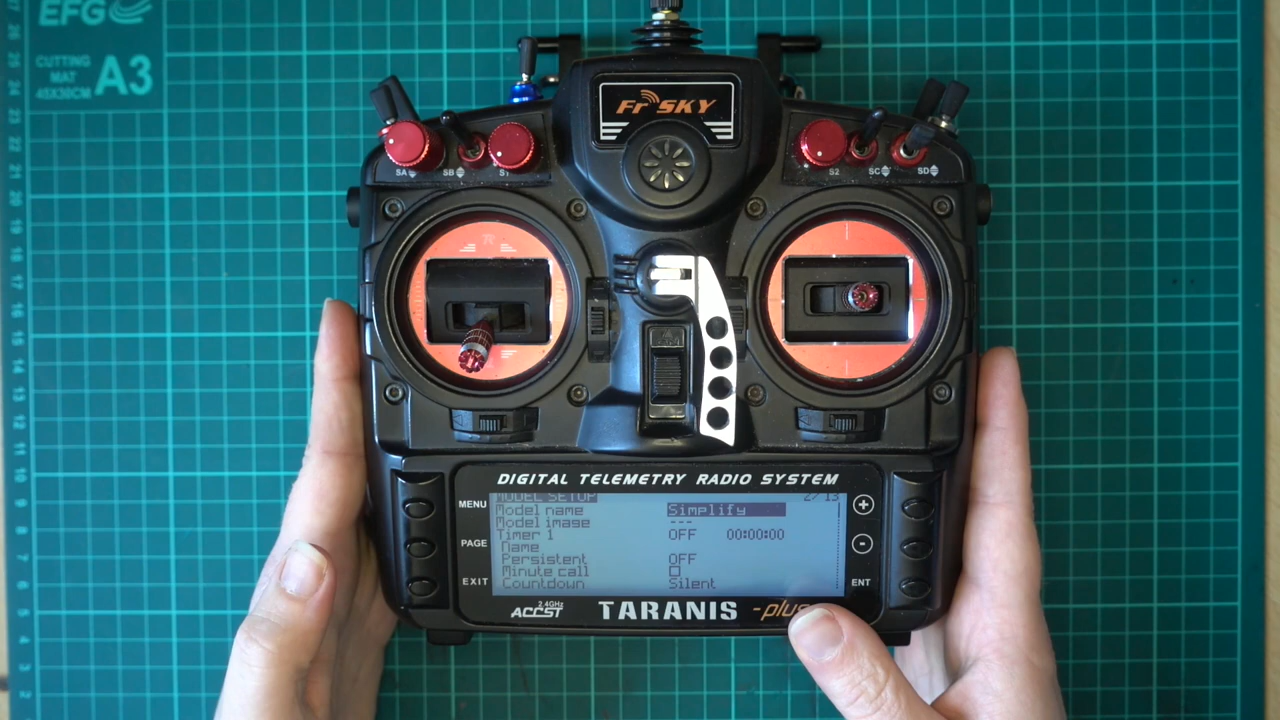 EFG
CUTTING
MAT
45X30CM
A3
FrSKY
SA
SB
S1
S2
SC
SD
DIGITAL TELEMETRY RADIO SYSTEM
MENU
PAGE
EXIT
MODEL SETUP 2/13
Model name Simplify
Model image ---
Timer 1 OFF 00:00:00
Name
Persistent OFF
Minute call
Countdown Silent
+
-
ENT
2.4GHz
ACCST
TARANIS -plus